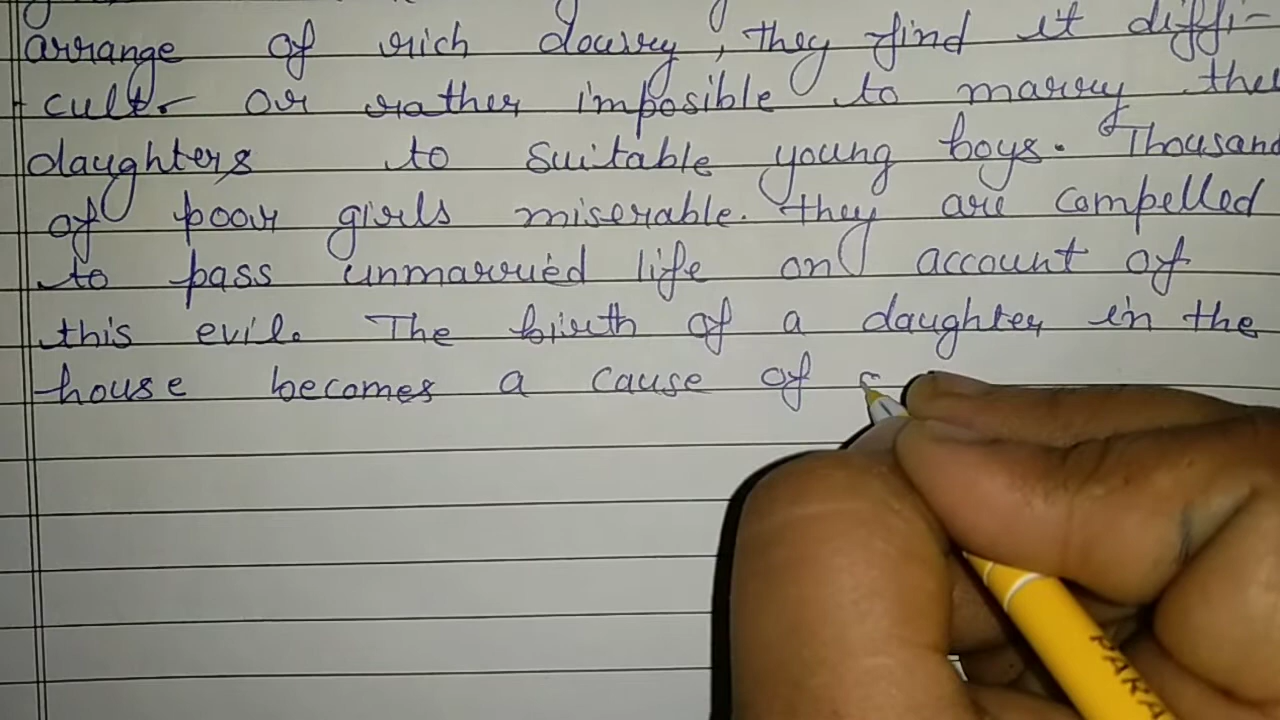 arrange of rich dowry, they find it diffi-
cult or rather imposible to marry the
daughters to suitable young boys. Thousand
of poor girls miserable. they are compelled
to pass unmarried life on account of
this evil. The birth of a daughter in the
house becomes a cause of
PARA